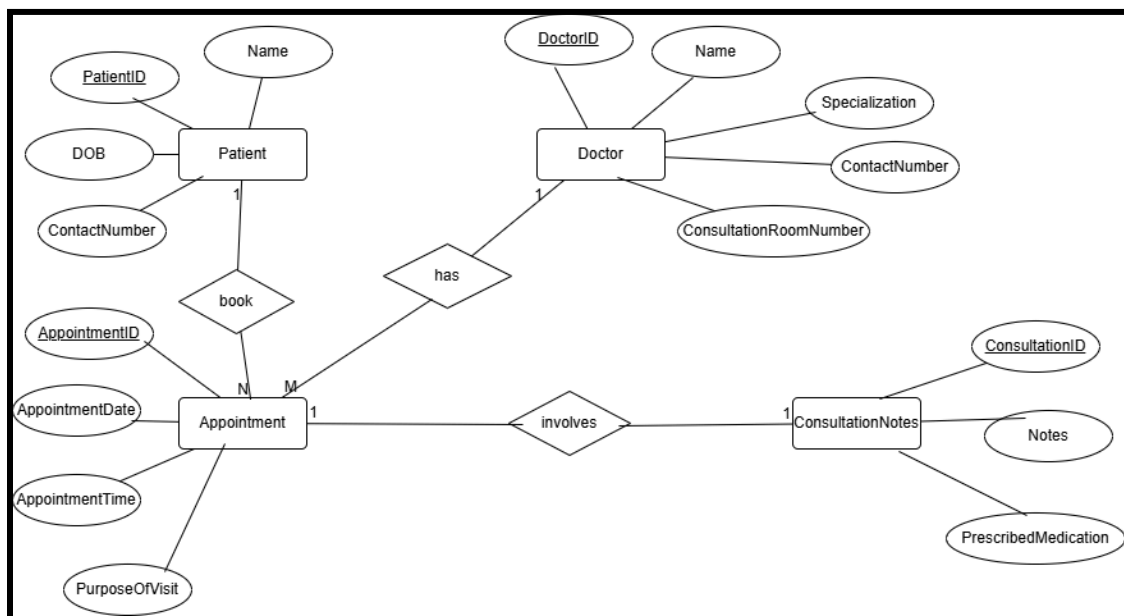 DoctorID
Name
Name
PatientID
Specialization
DOB
Patient
Doctor
ContactNumber
1
1
ContactNumber
ConsultationRoomNumber
has
book
AppointmentID
ConsultationID
N
M
AppointmentDate
1
1
Appointment
involves
ConsultationNotes
Notes
AppointmentTime
PrescribedMedication
PurposeOfVisit